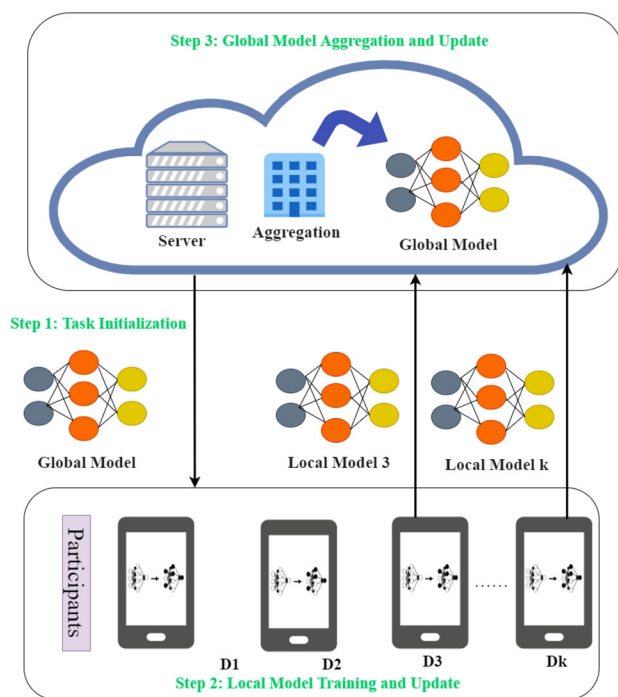 Step 3: Global Model Aggregation and Update
Server
Aggregation
Global Model
Step 1: Task Initialization
Global Model
Local Model 3
Local Model k
Participants
......
D1
D2
D3
Dk
Step 2: Local Model Training and Update